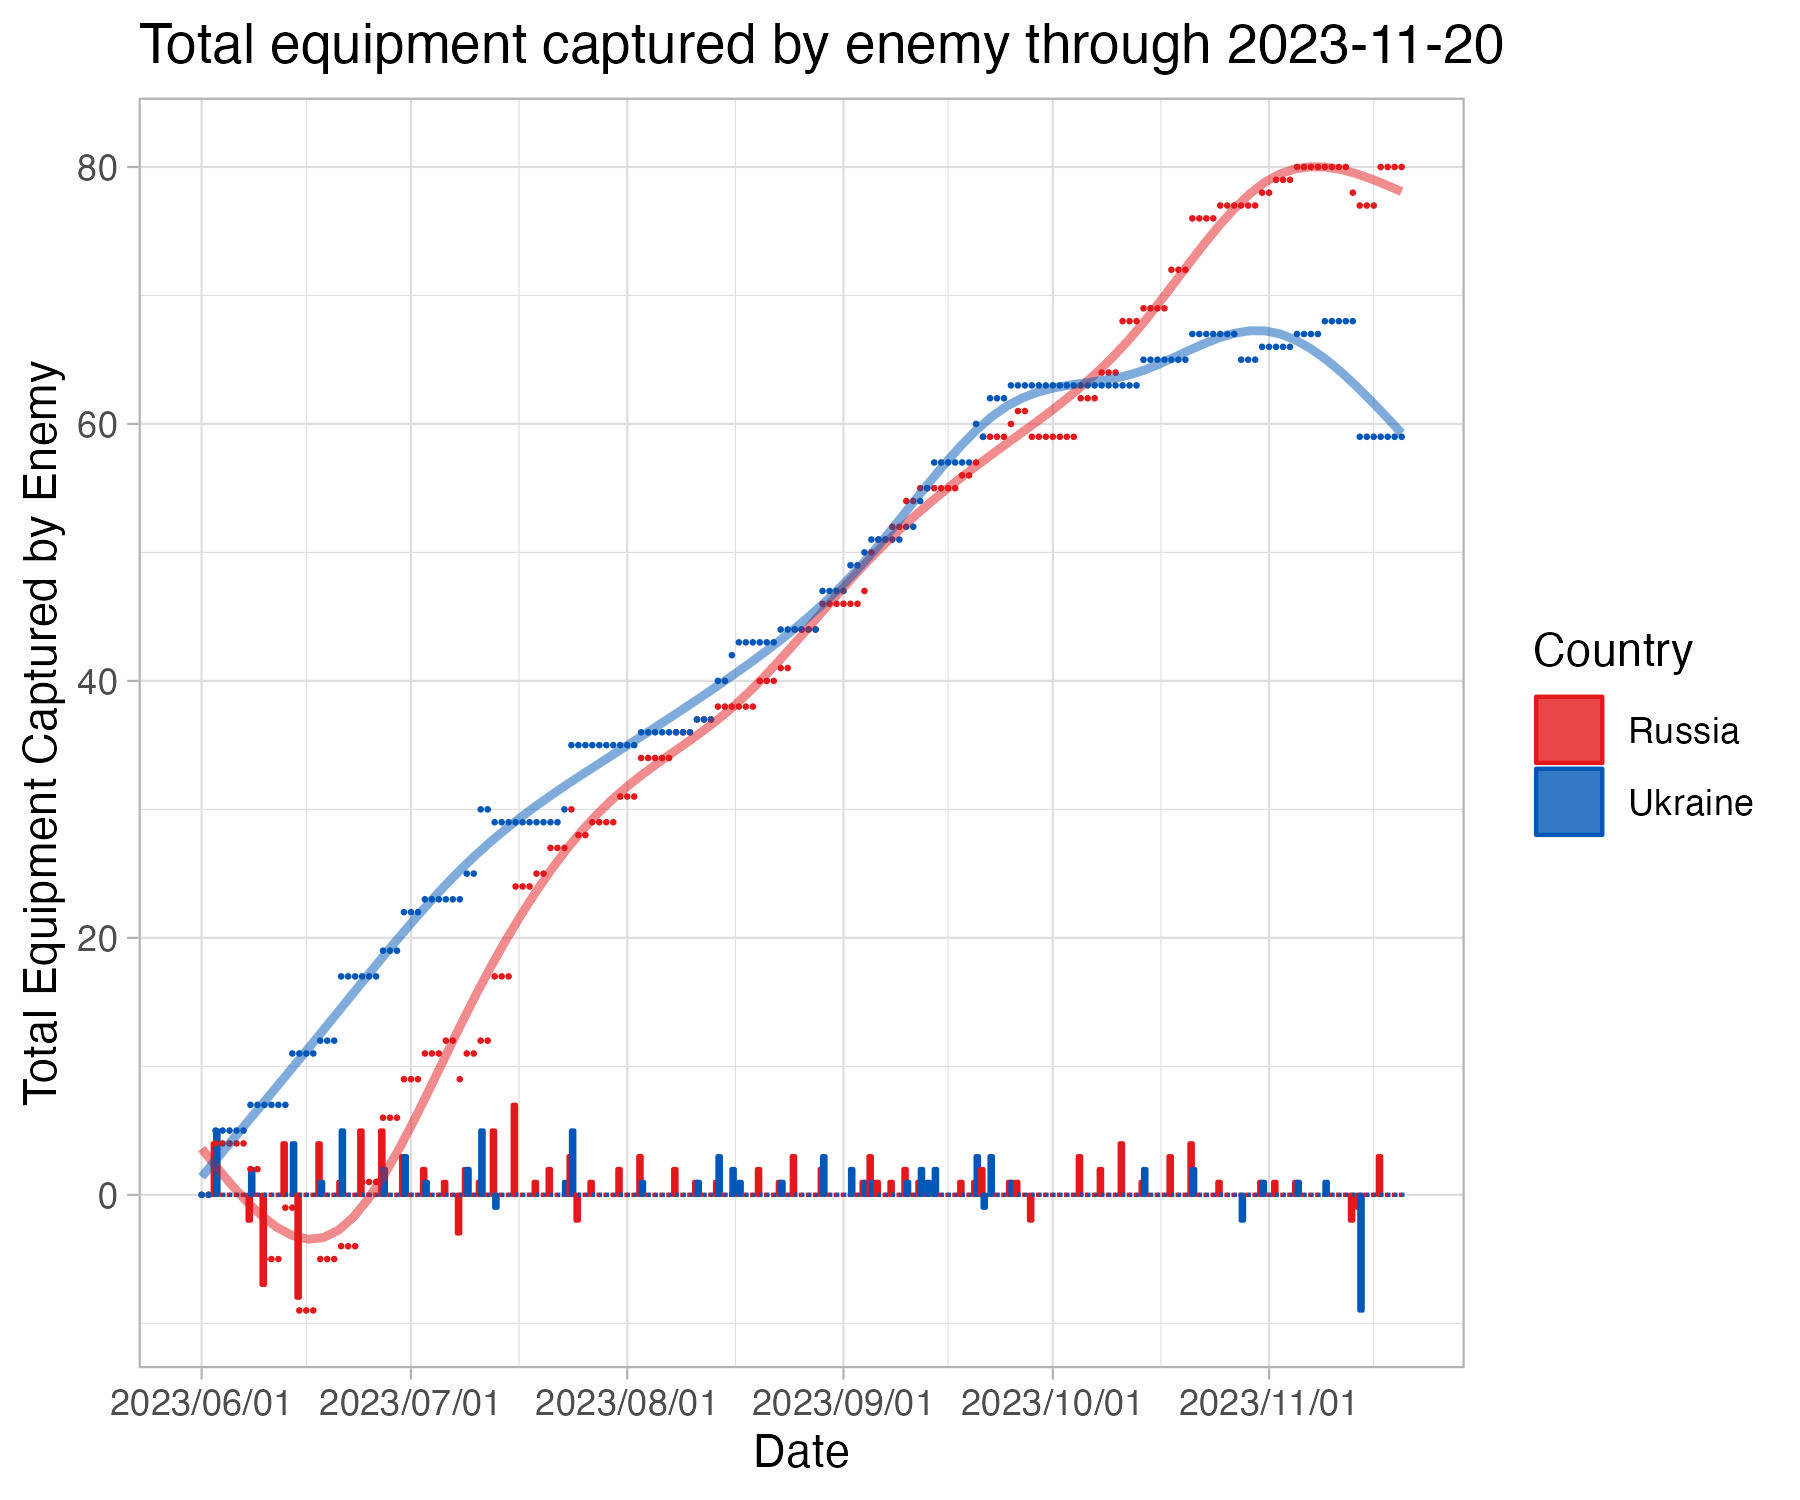 Total equipment captured by enemy through 2023-11-20
Total Equipment Captured by Enemy
80
60
40
20
0
2023/06/01 2023/07/01 2023/08/01 2023/09/01 2023/10/01 2023/11/01
Date
Country
Russia
Ukraine